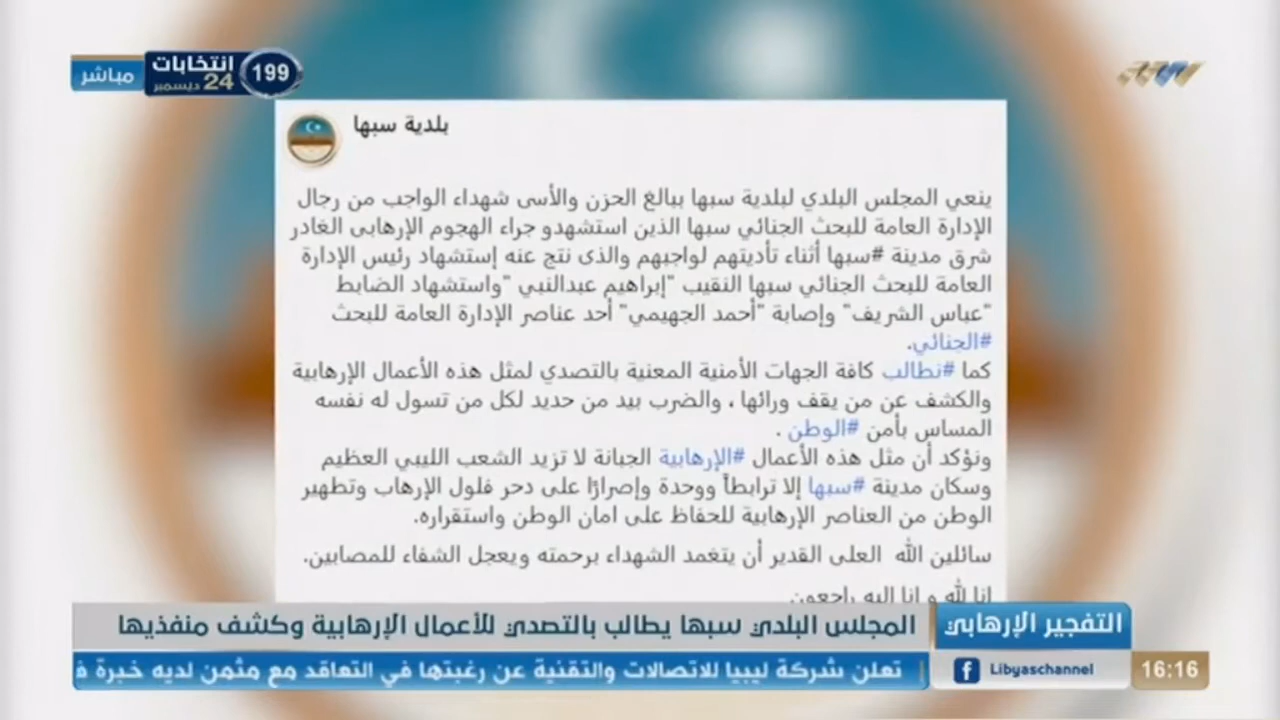 مباشر
انتخابات
24 ديسمبر
199
بلدية سبها
ينعي المجلس البلدي لبلدية سبها ببالغ الحزن والأسى شهداء الواجب من رجال
الإدارة العامة للبحث الجنائي سبها الذين استشهدو جراء الهجوم الإرهابى الغادر
شرق مدينة #سبها أثناء تأديتهم لواجبهم والذى نتج عنه إستشهاد رئيس الإدارة
العامة للبحث الجنائي سبها النقيب "إبراهيم عبدالنبي "واستشهاد الضابط
"عباس الشريف" وإصابة "أحمد الجهيمي" أحد عناصر الإدارة العامة للبحث
#الجنائي.
كما #نطالب كافة الجهات الأمنية المعنية بالتصدي لمثل هذه الأعمال الإرهابية
والكشف عن من يقف ورائها ، والضرب بيد من حديد لكل من تسول له نفسه
المساس بأمن #الوطن .
ونؤكد أن مثل هذه الأعمال #الإرهابية الجبانة لا تزيد الشعب الليبي العظيم
وسكان مدينة #سبها إلا ترابطاً ووحدة وإصرارًا على دحر فلول الإرهاب وتطهير
الوطن من العناصر الإرهابية للحفاظ على امان الوطن واستقراره.
سائلين الله العلى القدير أن يتغمد الشهداء برحمته ويعجل الشفاء للمصابين.
انا لله و انا اليه راجعون
التفجير الإرهابي
المجلس البلدي سبها يطالب بالتصدي للأعمال الإرهابية وكشف منفذيها
تعلن شركة ليبيا للاتصالات والتقنية عن رغبتها في التعاقد مع مثمن لديه خبرة
Libyaschannel
16:16